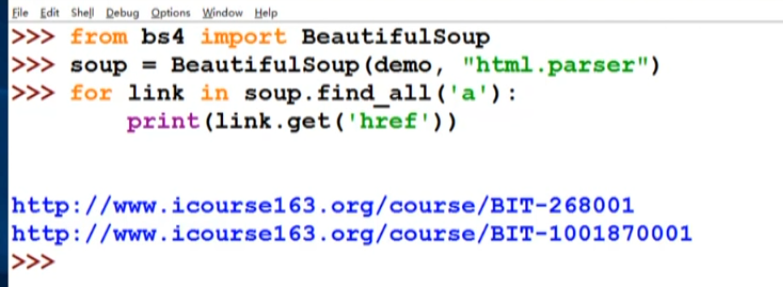 File Edit Shell Debug Options Window Help
>>> from bs4 import BeautifulSoup
>>> soup = BeautifulSoup(demo, "html.parser")
>>> for link in soup.find_all('a'):
        print(link.get('href'))
http://www.icourse163.org/course/BIT-268001
http://www.icourse163.org/course/BIT-1001870001
>>>